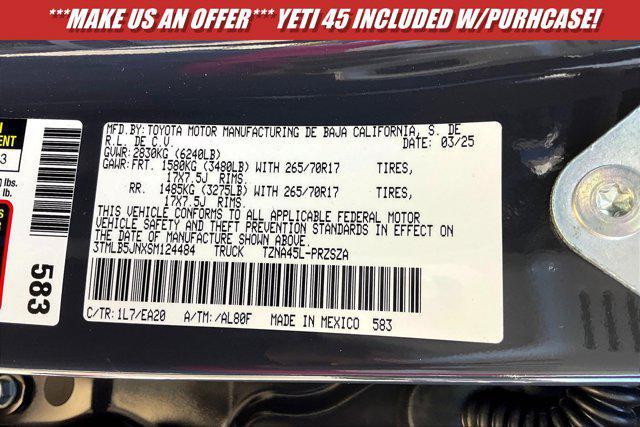 ***MAKE US AN OFFER*** YETI 45 INCLUDED W/PURHCASE!
MFD.BY: TOYOTA MOTOR MANUFACTURING DE BAJA CALIFORNIA, S. DE
R.L. DE C.V. DATE: 03/25
GVWR: 2830KG (6240LB)
GAWR: FRT. 1580KG (3480LB) WITH 265/70R17 TIRES,
17X7.5J RIMS.
RR. 1485KG (3275LB) WITH 265/70R17 TIRES,
17X7.5J RIMS.
THIS VEHICLE CONFORMS TO ALL APPLICABLE FEDERAL MOTOR
VEHICLE SAFETY AND THEFT PREVENTION STANDARDS IN EFFECT ON
THE DATE OF MANUFACTURE SHOWN ABOVE.
3TMLB5JNXSM124484 TRUCK TZNA45L-PRZSZA
C/TR: 1L7/EA20 A/TM: /AL80F MADE IN MEXICO 583
583
lbs.